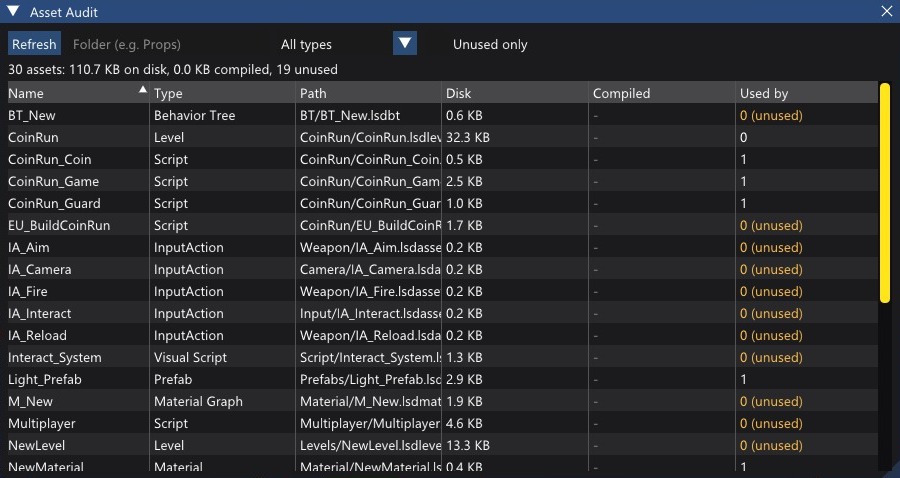 Asset Audit
Refresh Folder (e.g. Props) All types Unused only
30 assets: 110.7 KB on disk, 0.0 KB compiled, 19 unused
Name Type Path Disk Compiled Used by
BT_New Behavior Tree BT/BT_New.lsdbt 0.6 KB - 0 (unused)
CoinRun Level CoinRun/CoinRun.lsdlev 32.3 KB - 0
CoinRun_Coin Script CoinRun/CoinRun_Coin. 0.5 KB - 1
CoinRun_Game Script CoinRun/CoinRun_Gam 2.5 KB - 1
CoinRun_Guard Script CoinRun/CoinRun_Guar 1.0 KB - 1
EU_BuildCoinRun Script CoinRun/EU_BuildCoinR 1.7 KB - 0 (unused)
IA_Aim InputAction Weapon/IA_Aim.lsdasse 0.2 KB - 0 (unused)
IA_Camera InputAction Camera/IA_Camera.lsda 0.2 KB - 0 (unused)
IA_Fire InputAction Weapon/IA_Fire.lsdasse 0.2 KB - 0 (unused)
IA_Interact InputAction Input/IA_Interact.lsdass 0.2 KB - 0 (unused)
IA_Reload InputAction Weapon/IA_Reload.lsda 0.2 KB - 0 (unused)
Interact_System Visual Script Script/Interact_System.ls 1.3 KB - 0 (unused)
Light_Prefab Prefab Prefabs/Light_Prefab.lsd 2.9 KB - 1
M_New Material Graph Material/M_New.lsdmat 1.9 KB - 0 (unused)
Multiplayer Script Multiplayer/Multiplayer 4.6 KB - 0 (unused)
NewLevel Level Levels/NewLevel.lsdleve 13.3 KB - 0 (unused)
NewMaterial Material Material/NewMaterial.ls 0.4 KB - 1